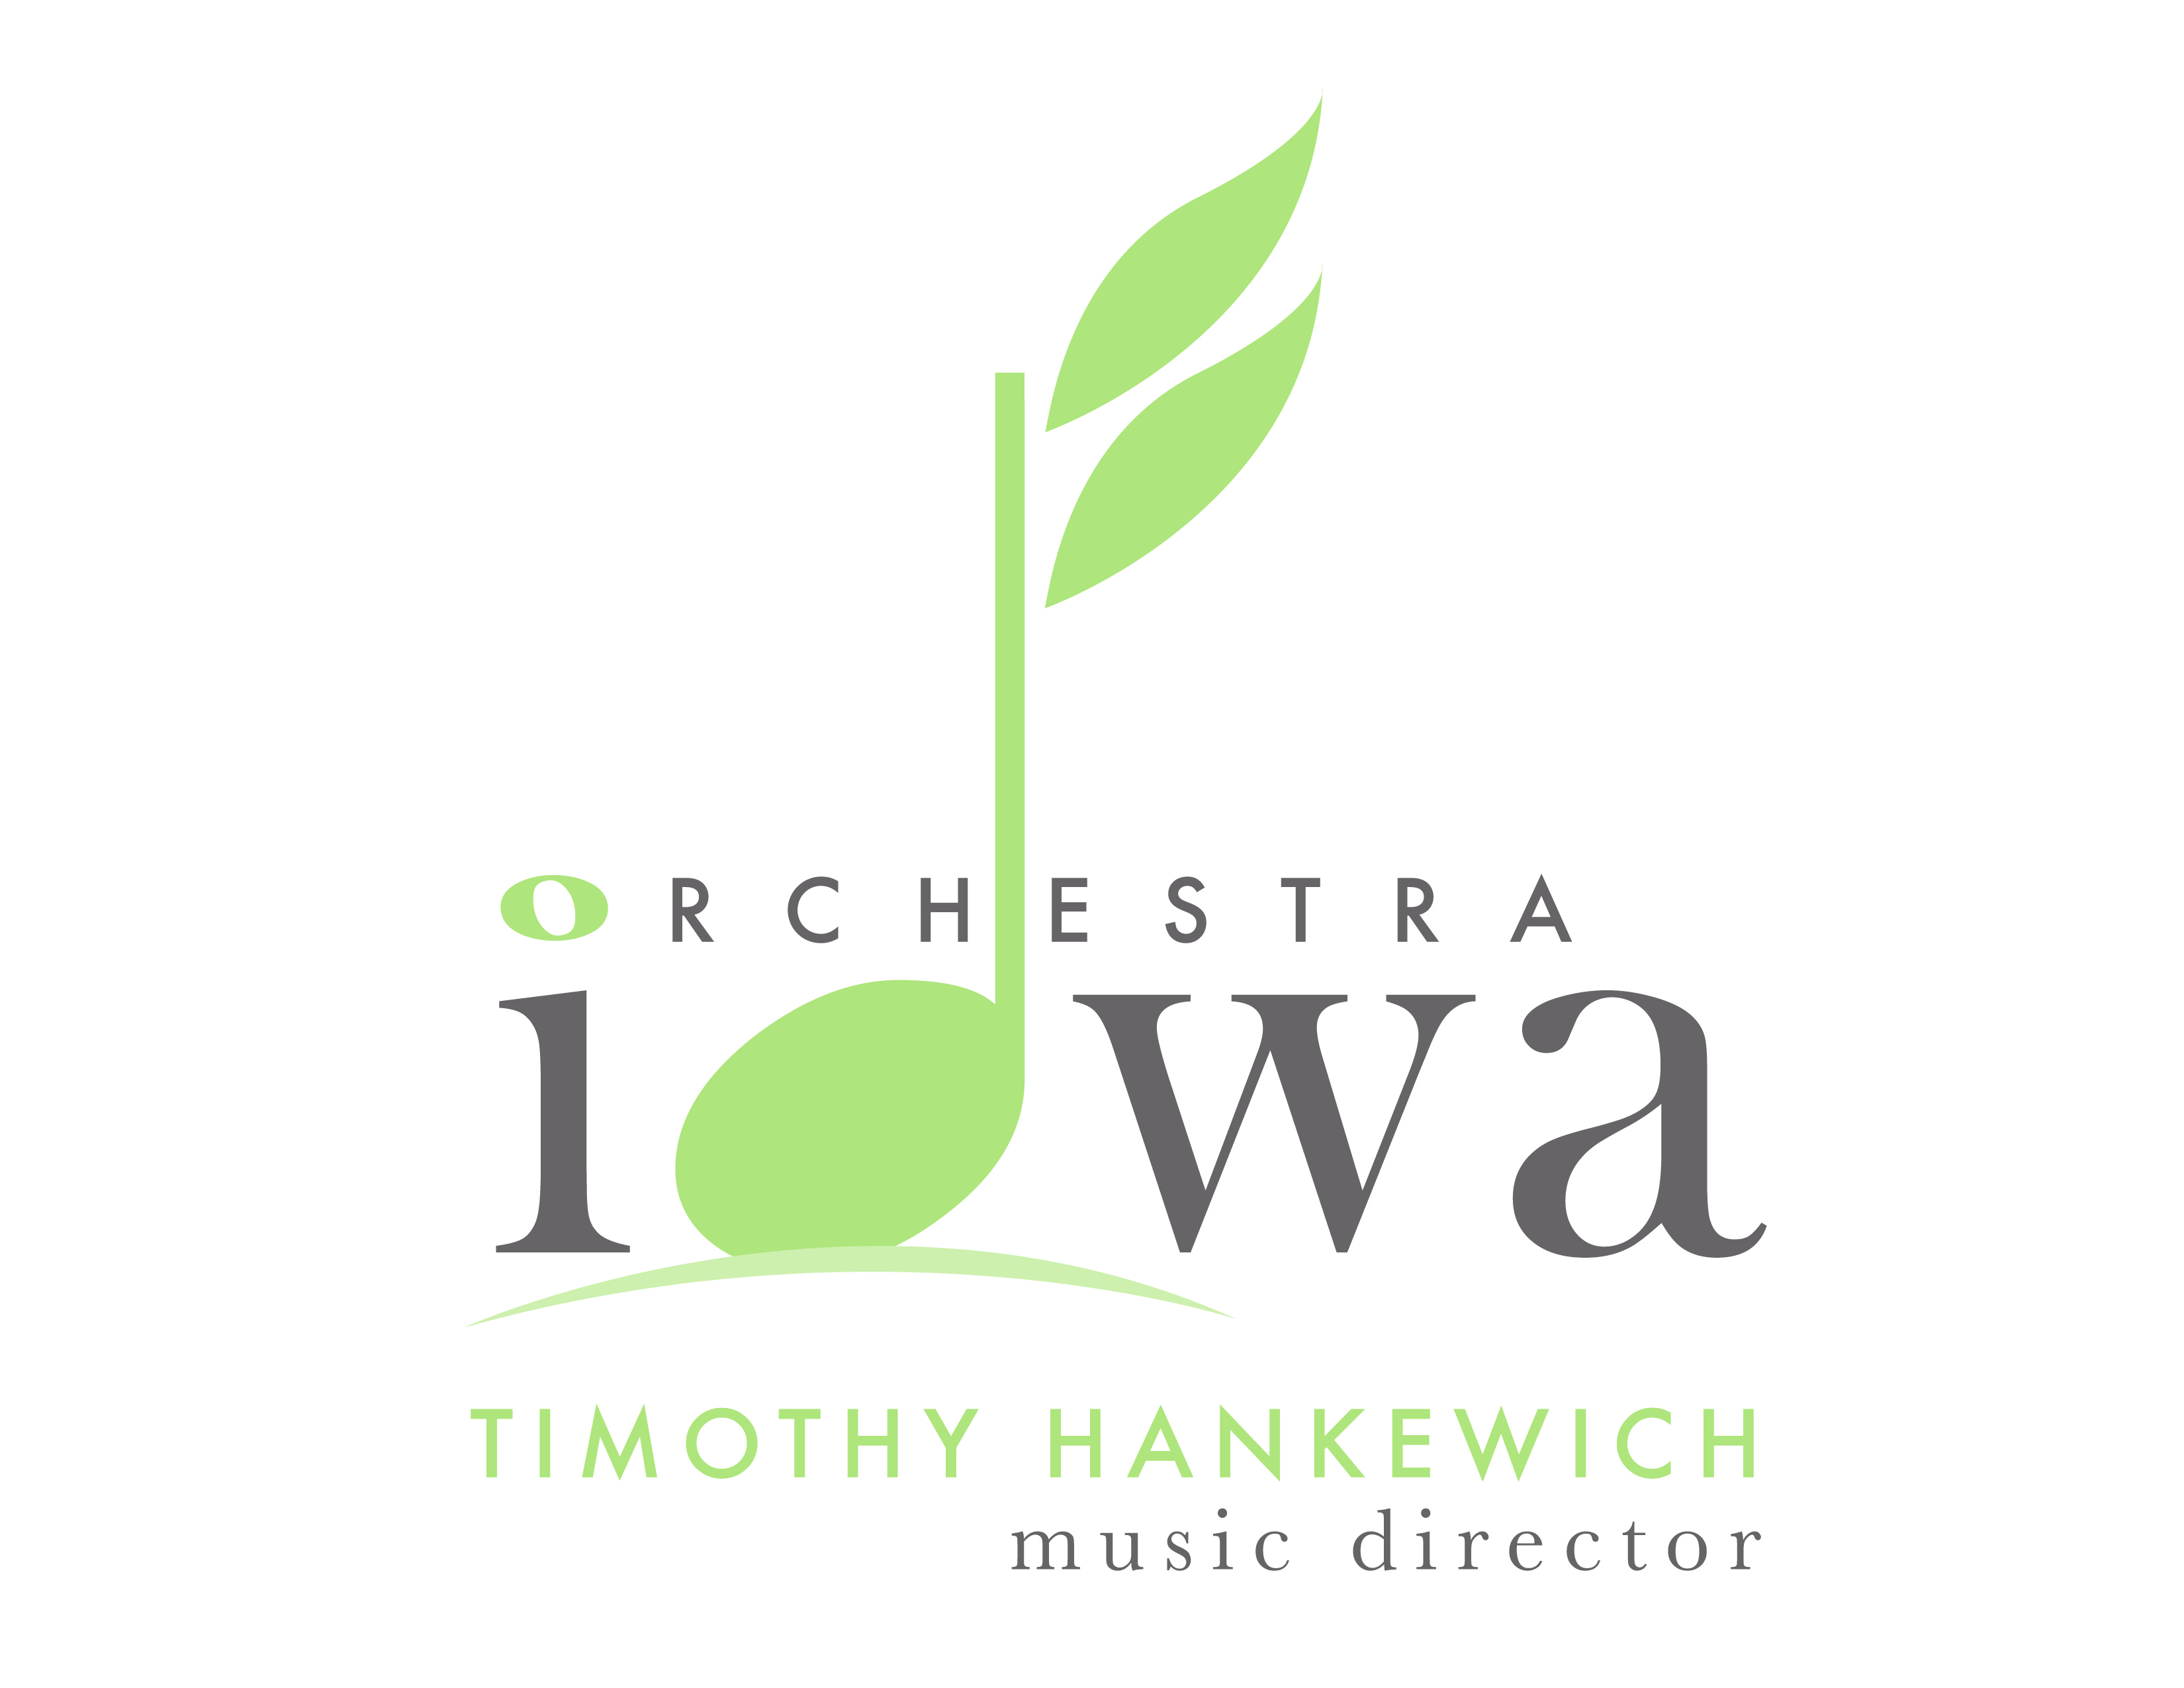 ORCHESTRA
iowa
TIMOTHY HANKEWICH
music director